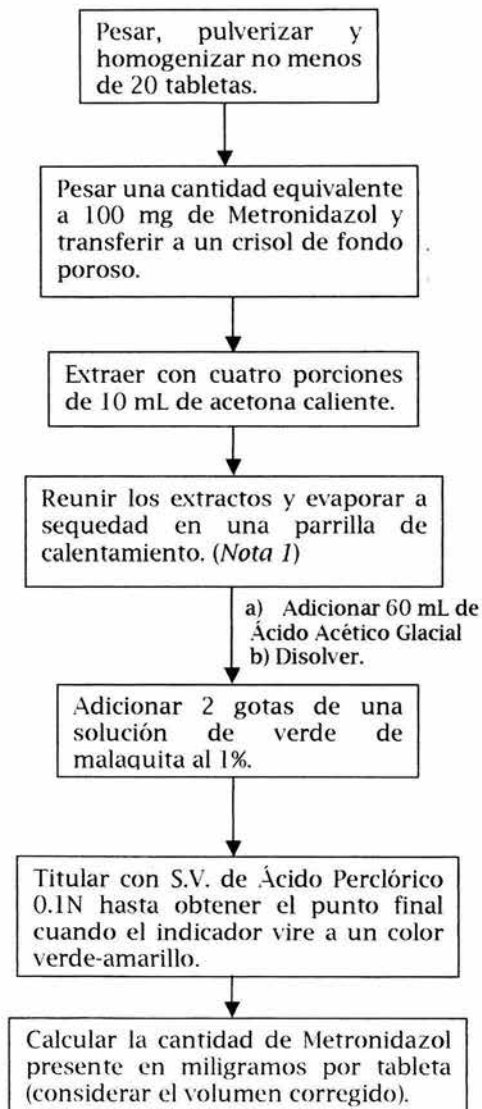 Pesar, pulverizar y
homogenizar no menos
de 20 tabletas.
Pesar una cantidad equivalente
a 100 mg de Metronidazol y
transferir a un crisol de fondo
poroso.
Extraer con cuatro porciones
de 10 mL de acetona caliente.
Reunir los extractos y evaporar a
sequedad en una parrilla de
calentamiento. (Nota 1)
a) Adicionar 60 mL de
Ácido Acético Glacial
b) Disolver.
Adicionar 2 gotas de una
solución de verde de
malaquita al 1%.
Titular con S.V. de Ácido Perclórico
0.1N hasta obtener el punto final
cuando el indicador vire a un color
verde-amarillo.
Calcular la cantidad de Metronidazol
presente en miligramos por tableta
(considerar el volumen corregido).